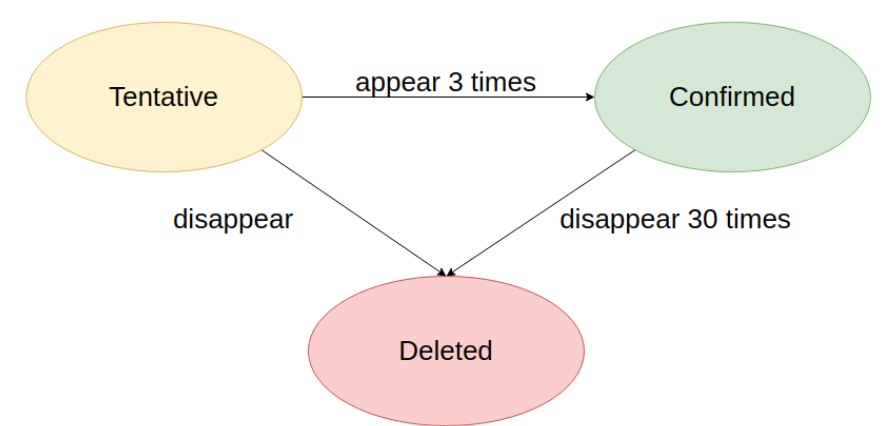 appear 3 times
Tentative
Confirmed
disappear
disappear 30 times
Deleted